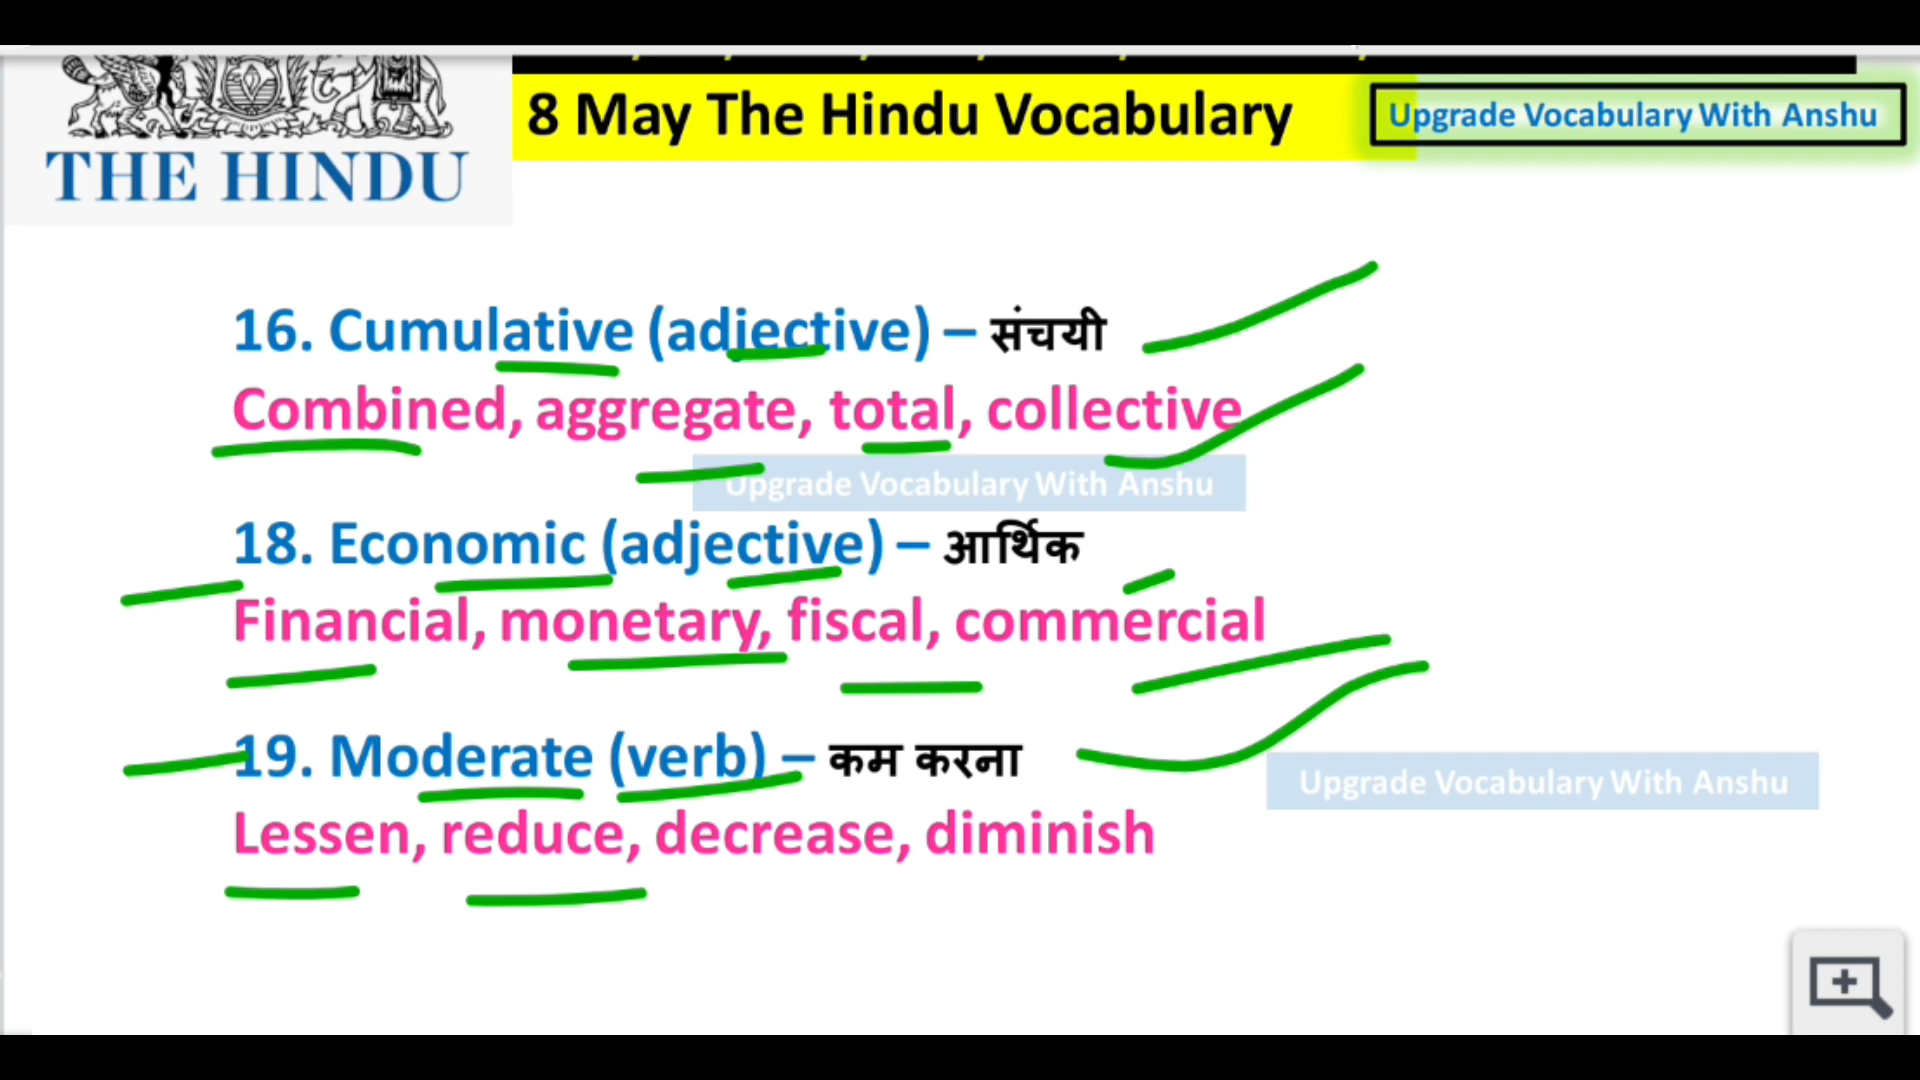 THE HINDU
8 May The Hindu Vocabulary
Upgrade Vocabulary With Anshu
16. Cumulative (adjective) – संचयी
Combined, aggregate, total, collective
Upgrade Vocabulary With Anshu
18. Economic (adjective) – आर्थिक
Financial, monetary, fiscal, commercial
19. Moderate (verb) – कम करना
Upgrade Vocabulary With Anshu
Lessen, reduce, decrease, diminish